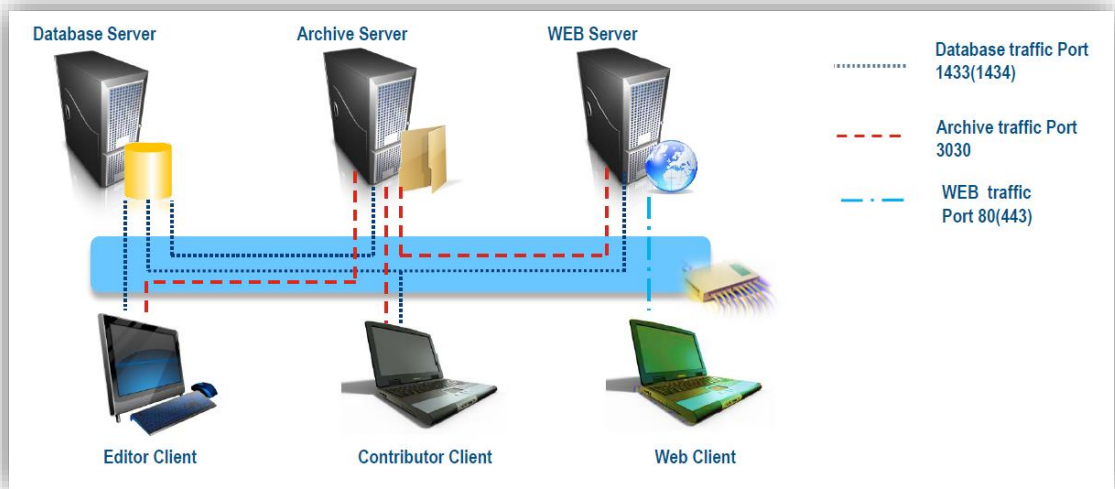 Database Server
Archive Server
WEB Server
Database traffic Port
1433(1434)
Archive traffic Port
3030
WEB traffic
Port 80(443)
Editor Client
Contributor Client
Web Client